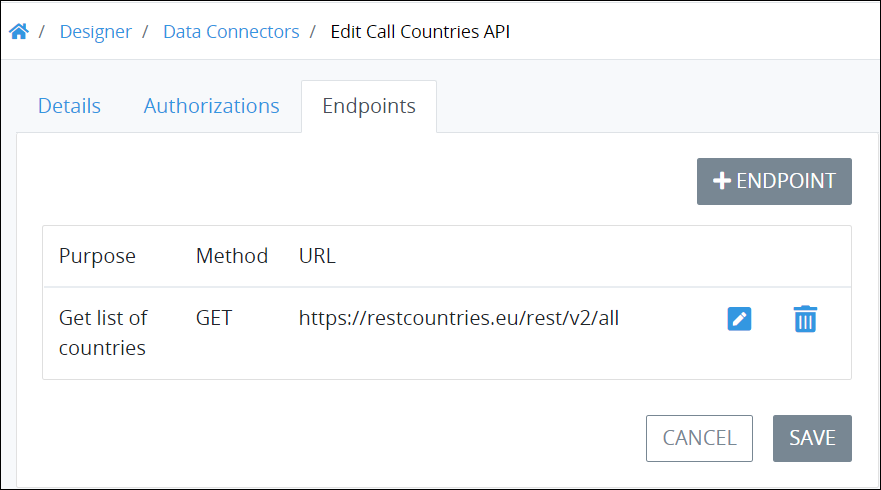 / Designer / Data Connectors / Edit Call Countries API
Details Authorizations Endpoints
+ ENDPOINT
Purpose Method URL
Get list of GET https://restcountries.eu/rest/v2/all
countries
CANCEL SAVE